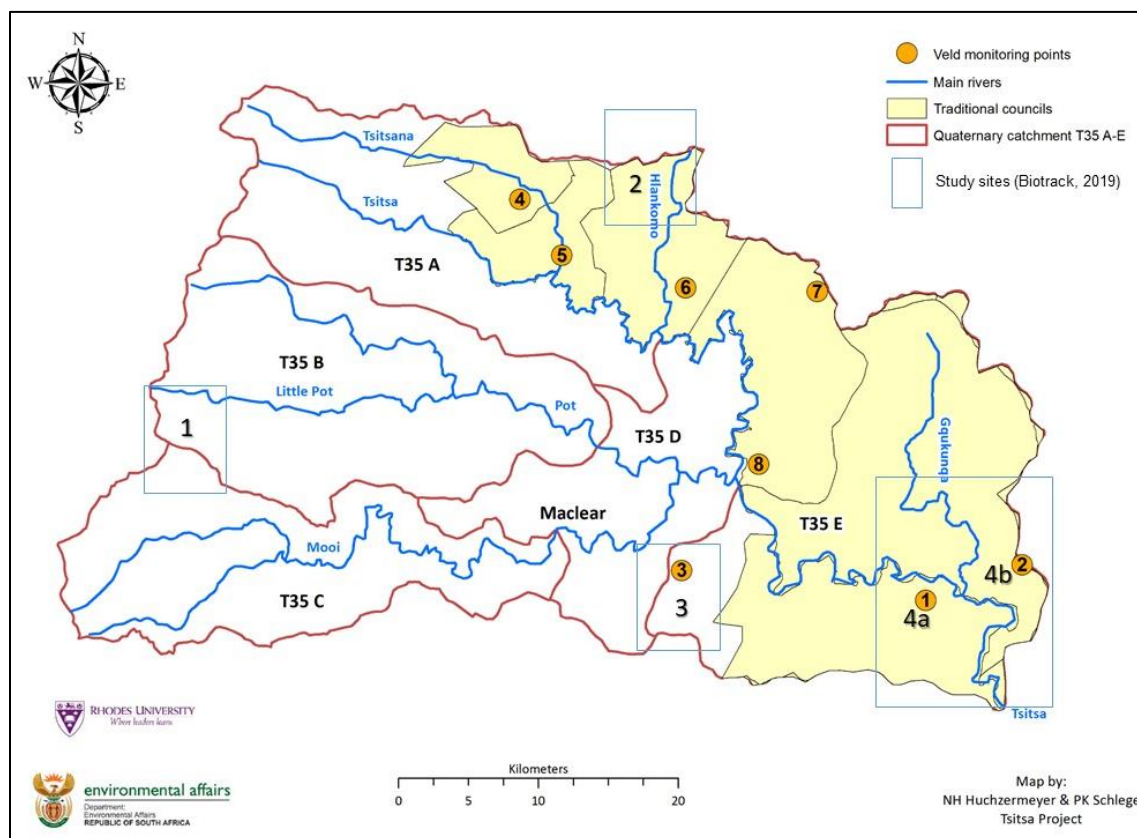 N
W E
S
Veld monitoring points
Main rivers
Traditional councils
Quaternary catchment T35 A-E
Study sites (Biotrack, 2019)
Tsitsana
Tsitsa
Hlankomo
2
4
5
6
7
T35 A
T35 B
Little Pot
Pot
1
T35 D
8
Gqukunqa
Maclear
T35 E
Mooi
3
3
4b
2
1
4a
T35 C
Tsitsa
RHODES UNIVERSITY
Where leaders learn
environmental affairs
Department:
Environmental Affairs
REPUBLIC OF SOUTH AFRICA
Kilometers
0 5 10 20
Map by:
NH Huchzermeyer & PK Schlege
Tsitsa Project